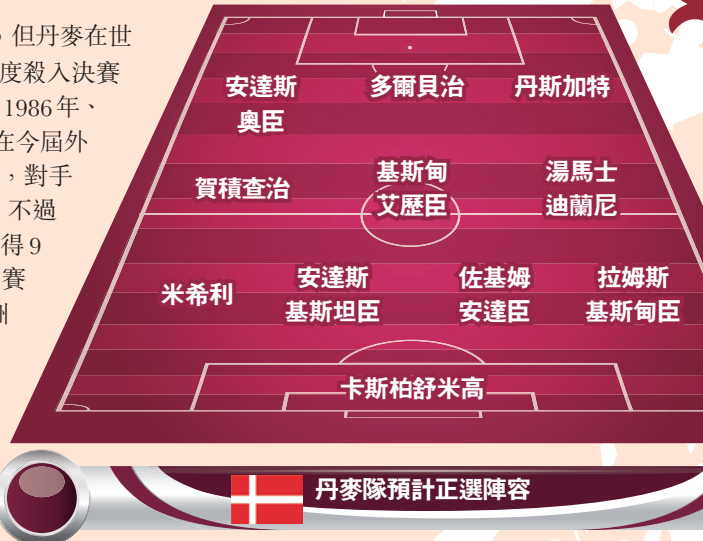 ，但丹麥在世
度殺入決賽
1986年、
在今屆外
，對手
不過
得9
賽
安達斯
奧臣
多爾貝治
丹斯加特
賀積查治
基斯甸
艾歷臣
湯馬士
迪蘭尼
米希利
安達斯
基斯坦臣
佐基姆
安達臣
拉姆斯
基斯甸臣
卡斯柏舒米高
丹麥隊預計正選陣容